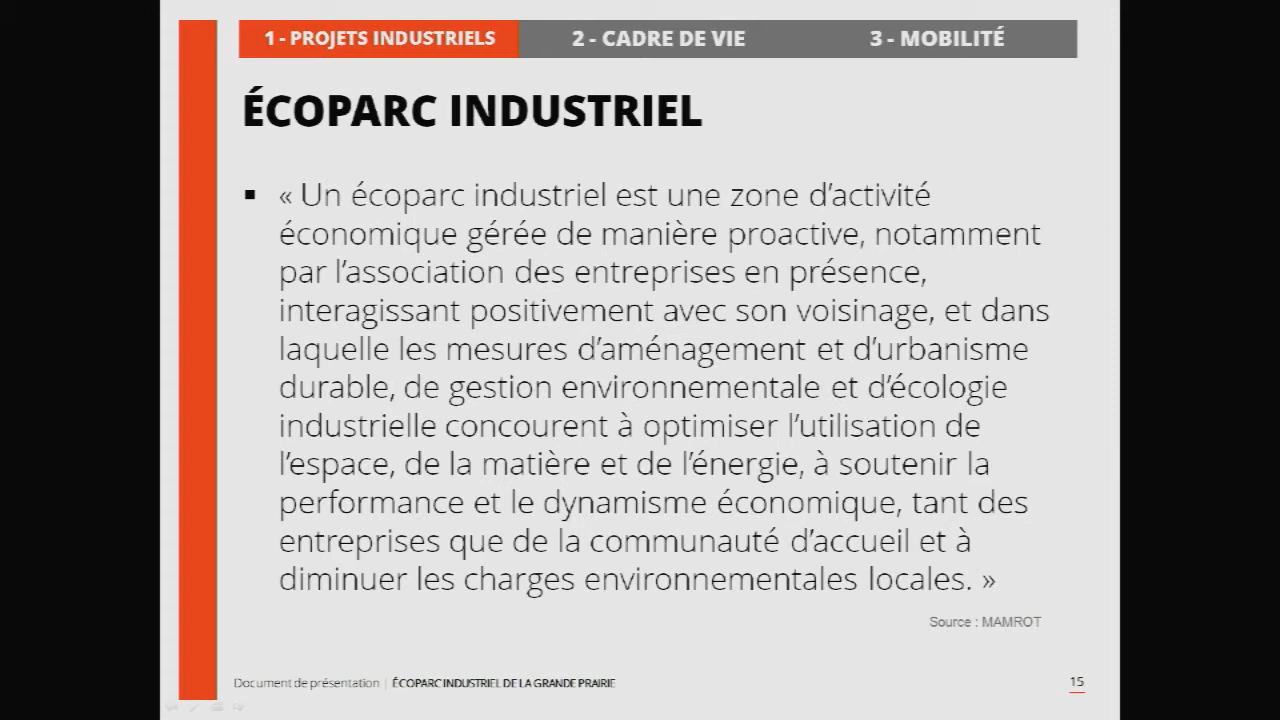 1 - PROJETS INDUSTRIELS
2 - CADRE DE VIE
3 - MOBILITÉ
ÉCOPARC INDUSTRIEL
▪ « Un écoparc industriel est une zone d’activité
économique gérée de manière proactive, notamment
par l’association des entreprises en présence,
interagissant positivement avec son voisinage, et dans
laquelle les mesures d’aménagement et d’urbanisme
durable, de gestion environnementale et d’écologie
industrielle concourent à optimiser l’utilisation de
l’espace, de la matière et de l’énergie, à soutenir la
performance et le dynamisme économique, tant des
entreprises que de la communauté d’accueil et à
diminuer les charges environnementales locales. »
Source : MAMROT
Document de présentation | ÉCOPARC INDUSTRIEL DE LA GRANDE PRAIRIE
15